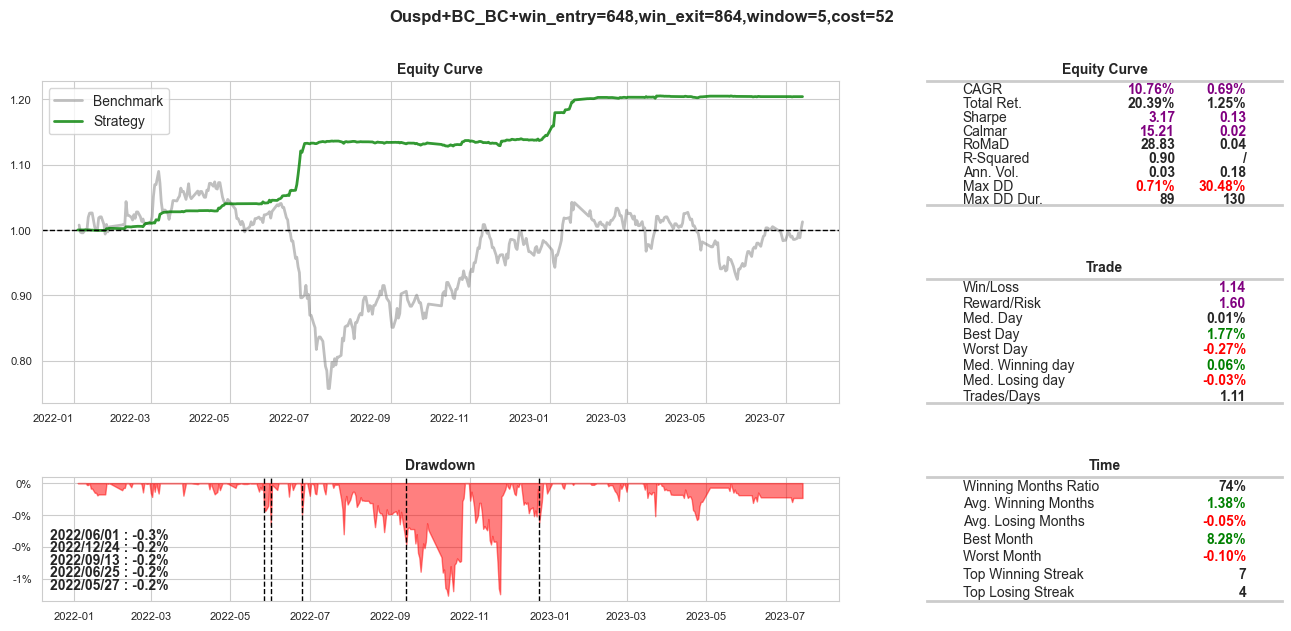 Ouspd+BC_BC+win_entry=648,win_exit=864,window=5,cost=52
Equity Curve
Benchmark
Strategy
1.20
1.10
1.00
0.90
0.80
2022-01 2022-03 2022-05 2022-07 2022-09 2022-11 2023-01 2023-03 2023-05 2023-07
Equity Curve
CAGR 10.76% 0.69%
Total Ret. 20.39% 1.25%
Sharpe 3.17 0.13
Calmar 15.21 0.02
RoMaD 28.83 0.04
R-Squared 0.90 /
Ann. Vol. 0.03 0.18
Max DD 0.71% 30.48%
Max DD Dur. 89 130
Trade
Win/Loss 1.14
Reward/Risk 1.60
Med. Day 0.01%
Best Day 1.77%
Worst Day -0.27%
Med. Winning day 0.06%
Med. Losing day -0.03%
Trades/Days 1.11
Drawdown
0%
-0%
-0%
-1%
2022/06/01 : -0.3%
2022/12/24 : -0.2%
2022/09/13 : -0.2%
2022/06/25 : -0.2%
2022/05/27 : -0.2%
2022-01 2022-03 2022-05 2022-07 2022-09 2022-11 2023-01 2023-03 2023-05 2023-07
Time
Winning Months Ratio 74%
Avg. Winning Months 1.38%
Avg. Losing Months -0.05%
Best Month 8.28%
Worst Month -0.10%
Top Winning Streak 7
Top Losing Streak 4